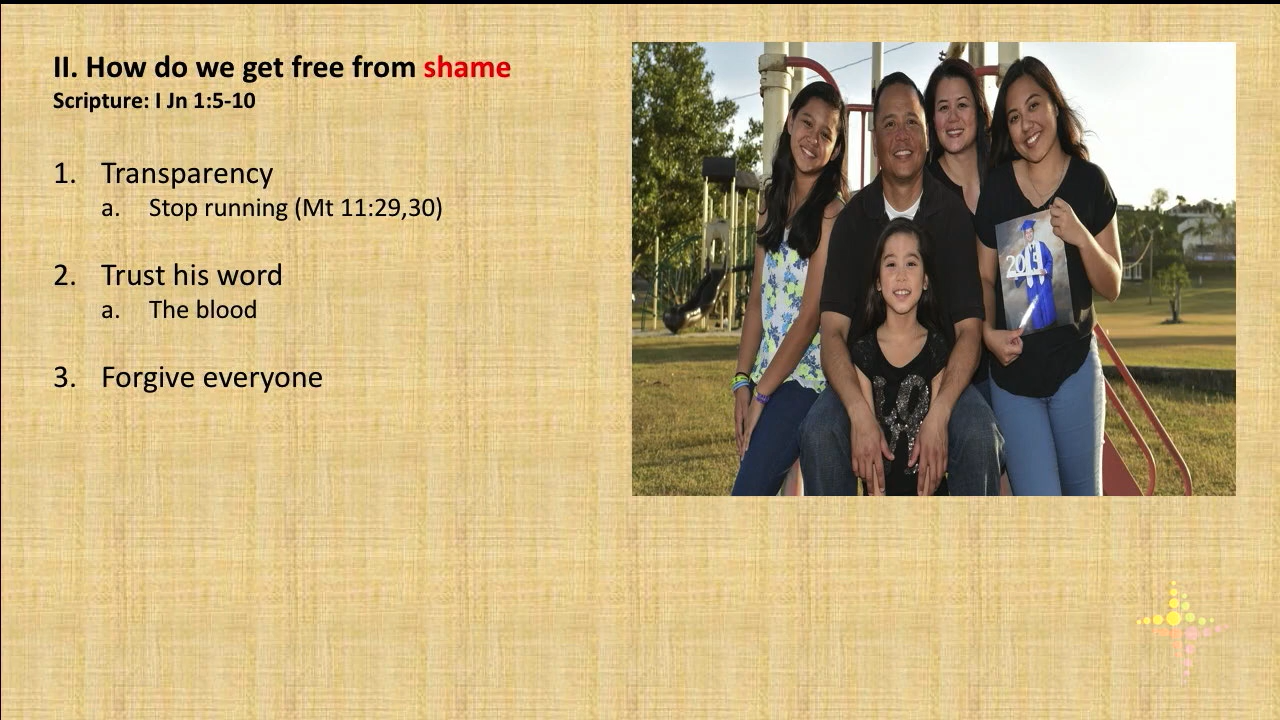 II. How do we get free from shame
Scripture: I Jn 1:5-10
1. Transparency
a. Stop running (Mt 11:29,30)
2. Trust his word
a. The blood
3. Forgive everyone